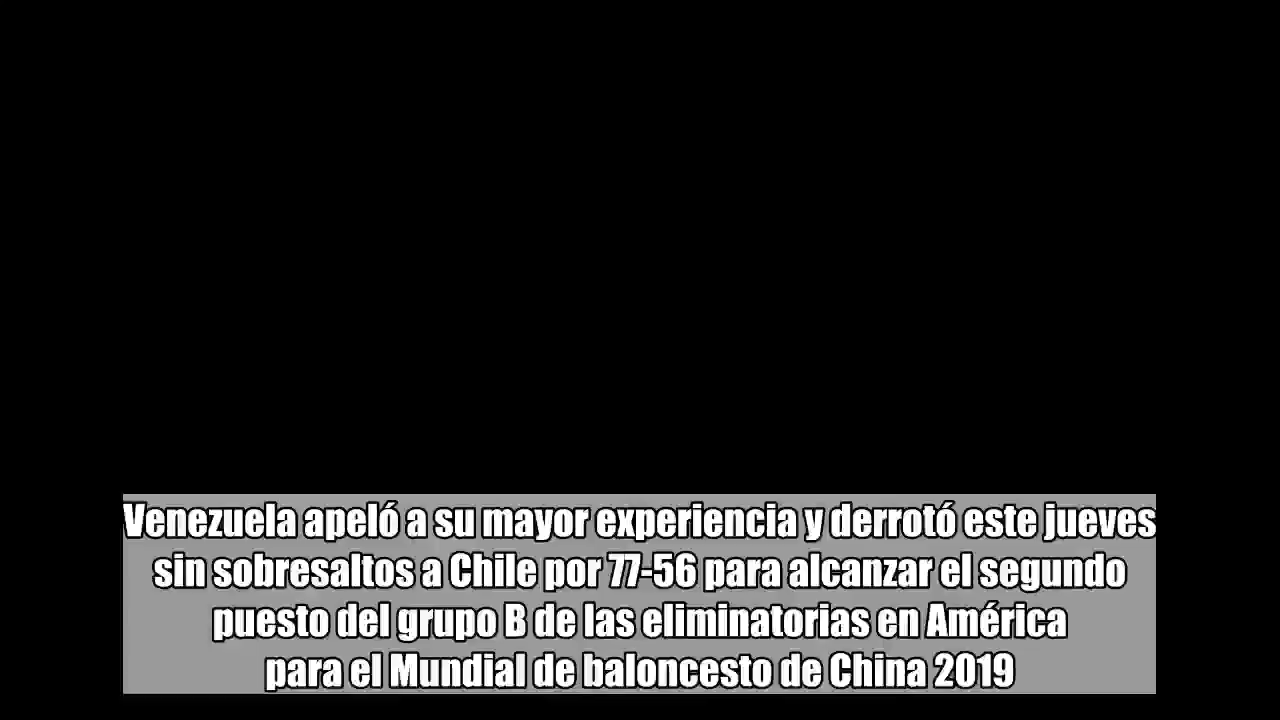 Venezuela apeló a su mayor experiencia y derrotó este jueves
sin sobresaltos a Chile por 77-56 para alcanzar el segundo
puesto del grupo B de las eliminatorias en América
para el Mundial de baloncesto de China 2019